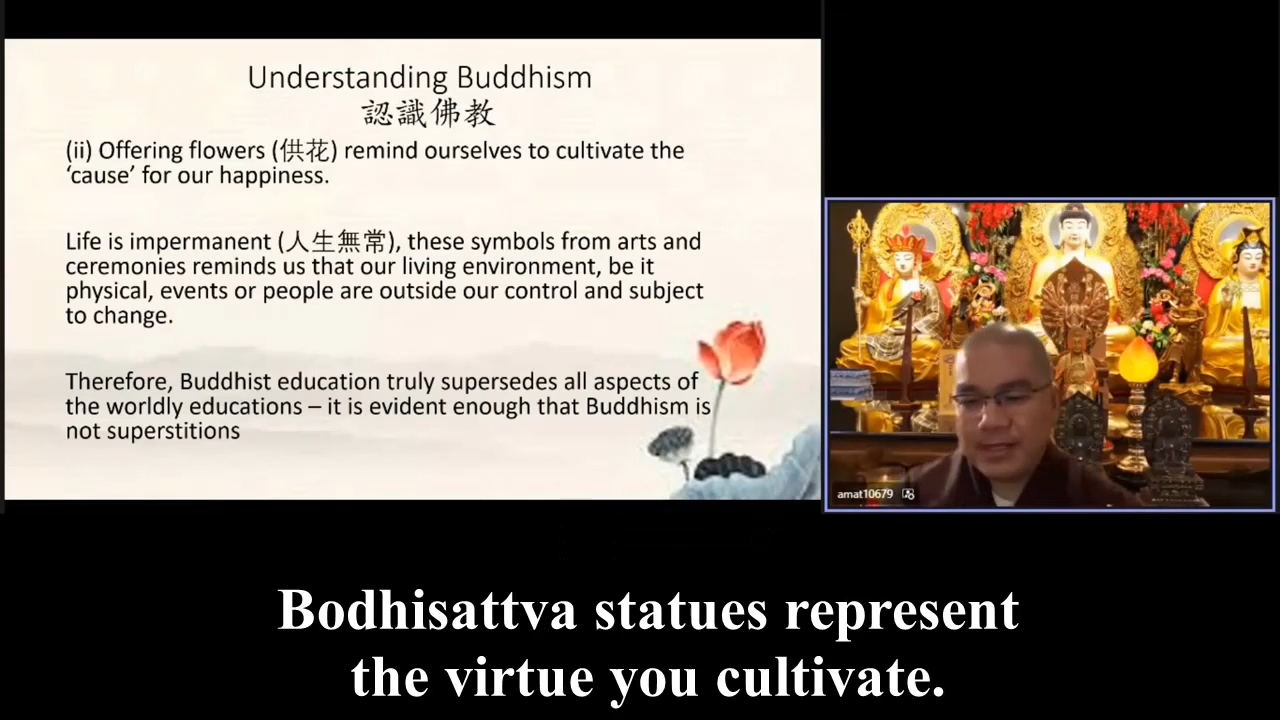 Understanding Buddhism
認識佛教
(ii) Offering flowers (供花) remind ourselves to cultivate the
‘cause’ for our happiness.
Life is impermanent (人生無常), these symbols from arts and
ceremonies reminds us that our living environment, be it
physical, events or people are outside our control and subject
to change.
Therefore, Buddhist education truly supersedes all aspects of
the worldly educations – it is evident enough that Buddhism is
not superstitions
amat10679
Bodhisattva statues represent
the virtue you cultivate.